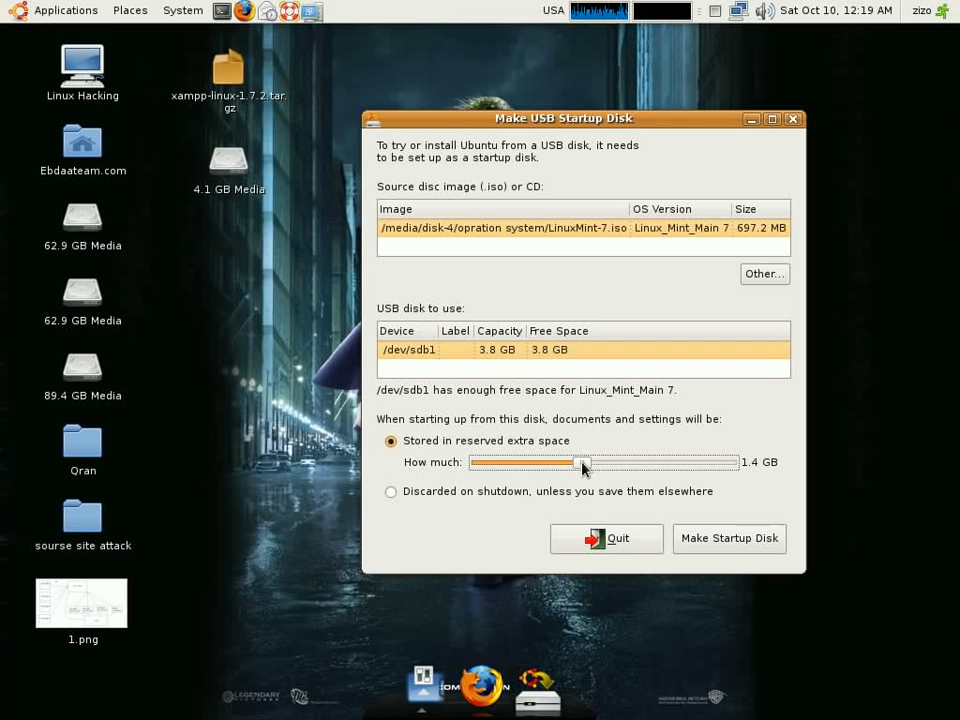 Applications Places System
USA
Sat Oct 10, 12:19 AM
zizo
Linux Hacking
xampp-linux-1.7.2.tar.
gz
Ebdaateam.com
4.1 GB Media
62.9 GB Media
62.9 GB Media
89.4 GB Media
Qran
sourse site attack
1.png
Make USB Startup Disk
To try or install Ubuntu from a USB disk, it needs
to be set up as a startup disk.
Source disc image (.iso) or CD:
Image OS Version Size
/media/disk-4/opration system/LinuxMint-7.iso Linux_Mint_Main 7 697.2 MB
Other...
USB disk to use:
Device Label Capacity Free Space
/dev/sdb1 3.8 GB 3.8 GB
/dev/sdb1 has enough free space for Linux_Mint_Main 7.
When starting up from this disk, documents and settings will be:
Stored in reserved extra space
How much: 1.4 GB
Discarded on shutdown, unless you save them elsewhere
Quit Make Startup Disk
LEGENDARY
PICTURES